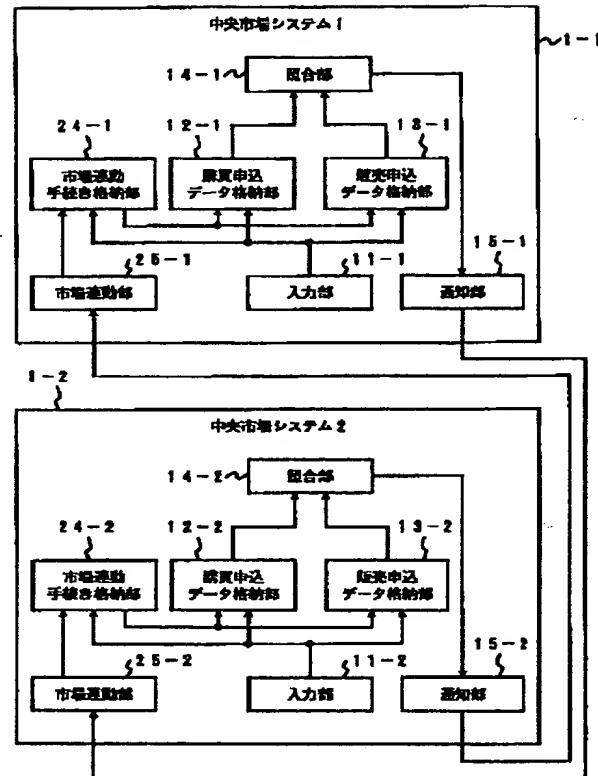 中央市場システム1
1-1
14-1
照合部
24-1
12-1
13-1
市場連動
手続き格納部
購買申込
データ格納部
販売申込
データ格納部
25-1
11-1
15-1
市場連動部
入力部
通知部
1-2
中央市場システム2
14-2
照合部
24-2
12-2
13-2
市場連動
手続き格納部
購買申込
データ格納部
販売申込
データ格納部
25-2
11-2
15-2
市場連動部
入力部
通知部